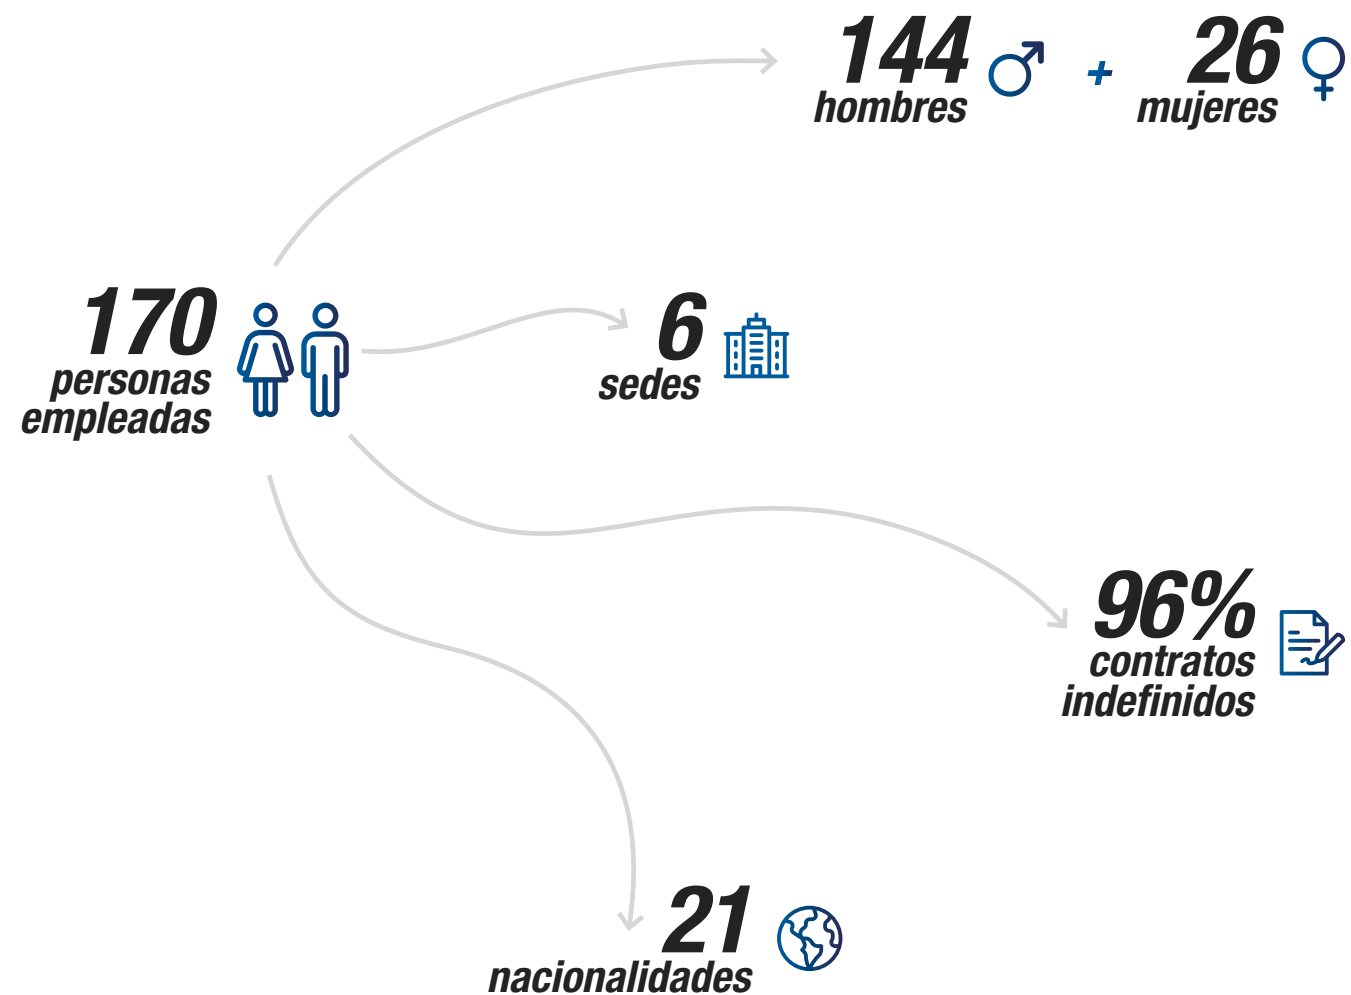 144
hombres
+
26
mujeres
170
personas
empleadas
6
sedes
96%
contratos
indefinidos
21
nacionalidades